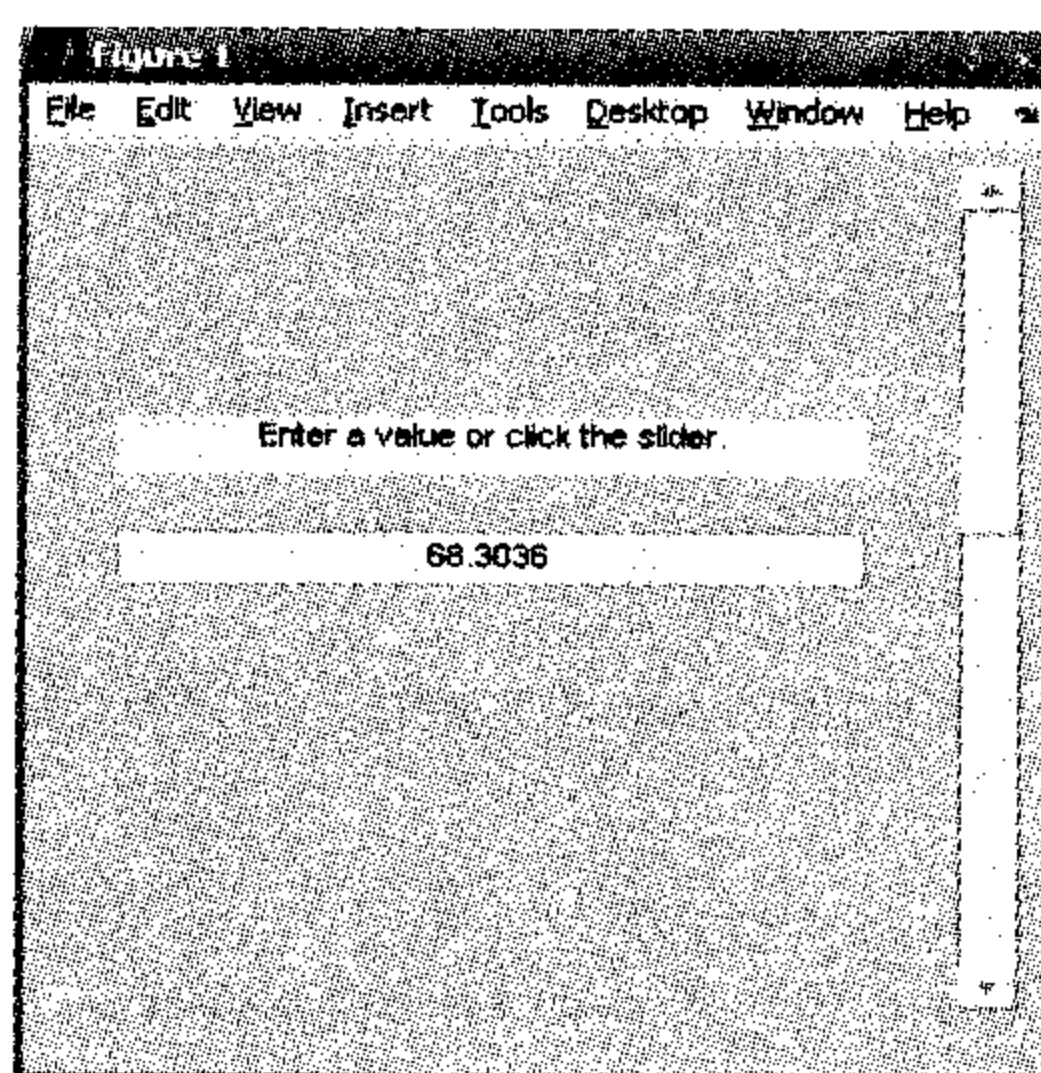 Figure 1
File Edit View Insert Tools Desktop Window Help
Enter a value or click the slider.
68.3036